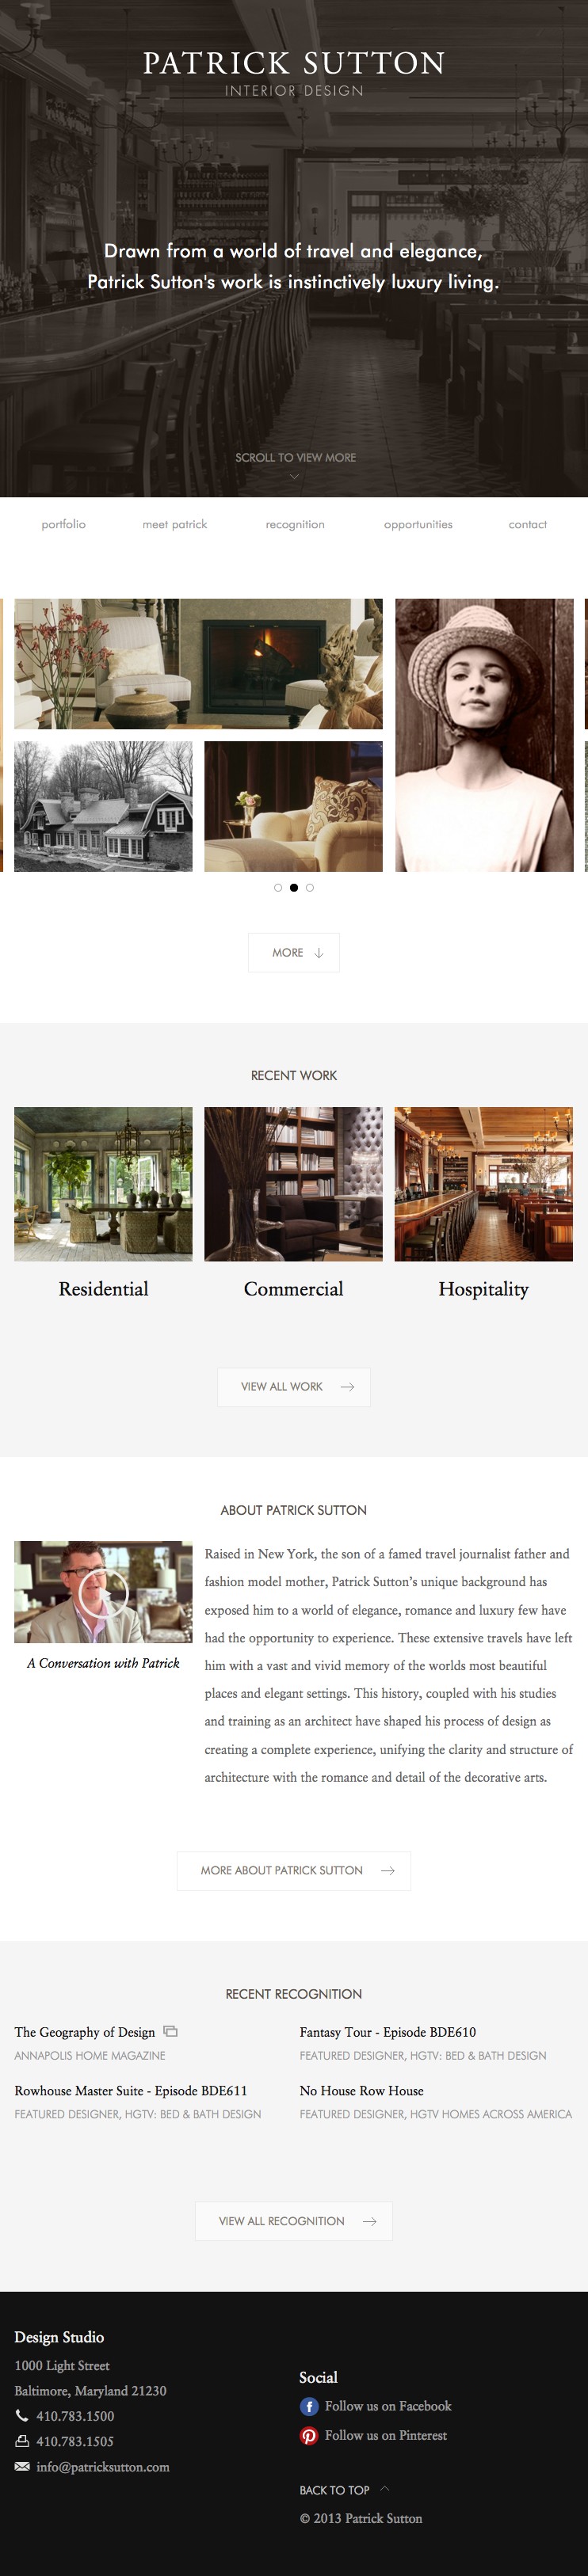 PATRICK SUTTON
INTERIOR DESIGN
Drawn from a world of travel and elegance,
Patrick Sutton's work is instinctively luxury living.
SCROLL TO VIEW MORE
portfolio
meet patrick
recognition
opportunities
contact
MORE
RECENT WORK
Residential
Commercial
Hospitality
VIEW ALL WORK
ABOUT PATRICK SUTTON
A Conversation with Patrick
Raised in New York, the son of a famed travel journalist father and
fashion model mother, Patrick Sutton’s unique background has
exposed him to a world of elegance, romance and luxury few have
had the opportunity to experience. These extensive travels have left
him with a vast and vivid memory of the worlds most beautiful
places and elegant settings. This history, coupled with his studies
and training as an architect have shaped his process of design as
creating a complete experience, unifying the clarity and structure of
architecture with the romance and detail of the decorative arts.
MORE ABOUT PATRICK SUTTON
RECENT RECOGNITION
The Geography of Design
ANNAPOLIS HOME MAGAZINE
Fantasy Tour - Episode BDE610
FEATURED DESIGNER, HGTV: BED & BATH DESIGN
Rowhouse Master Suite - Episode BDE611
FEATURED DESIGNER, HGTV: BED & BATH DESIGN
No House Row House
FEATURED DESIGNER, HGTV HOMES ACROSS AMERICA
VIEW ALL RECOGNITION
Design Studio
1000 Light Street
Baltimore, Maryland 21230
410.783.1500
410.783.1505
info@patricksutton.com
Social
Follow us on Facebook
Follow us on Pinterest
BACK TO TOP
© 2013 Patrick Sutton